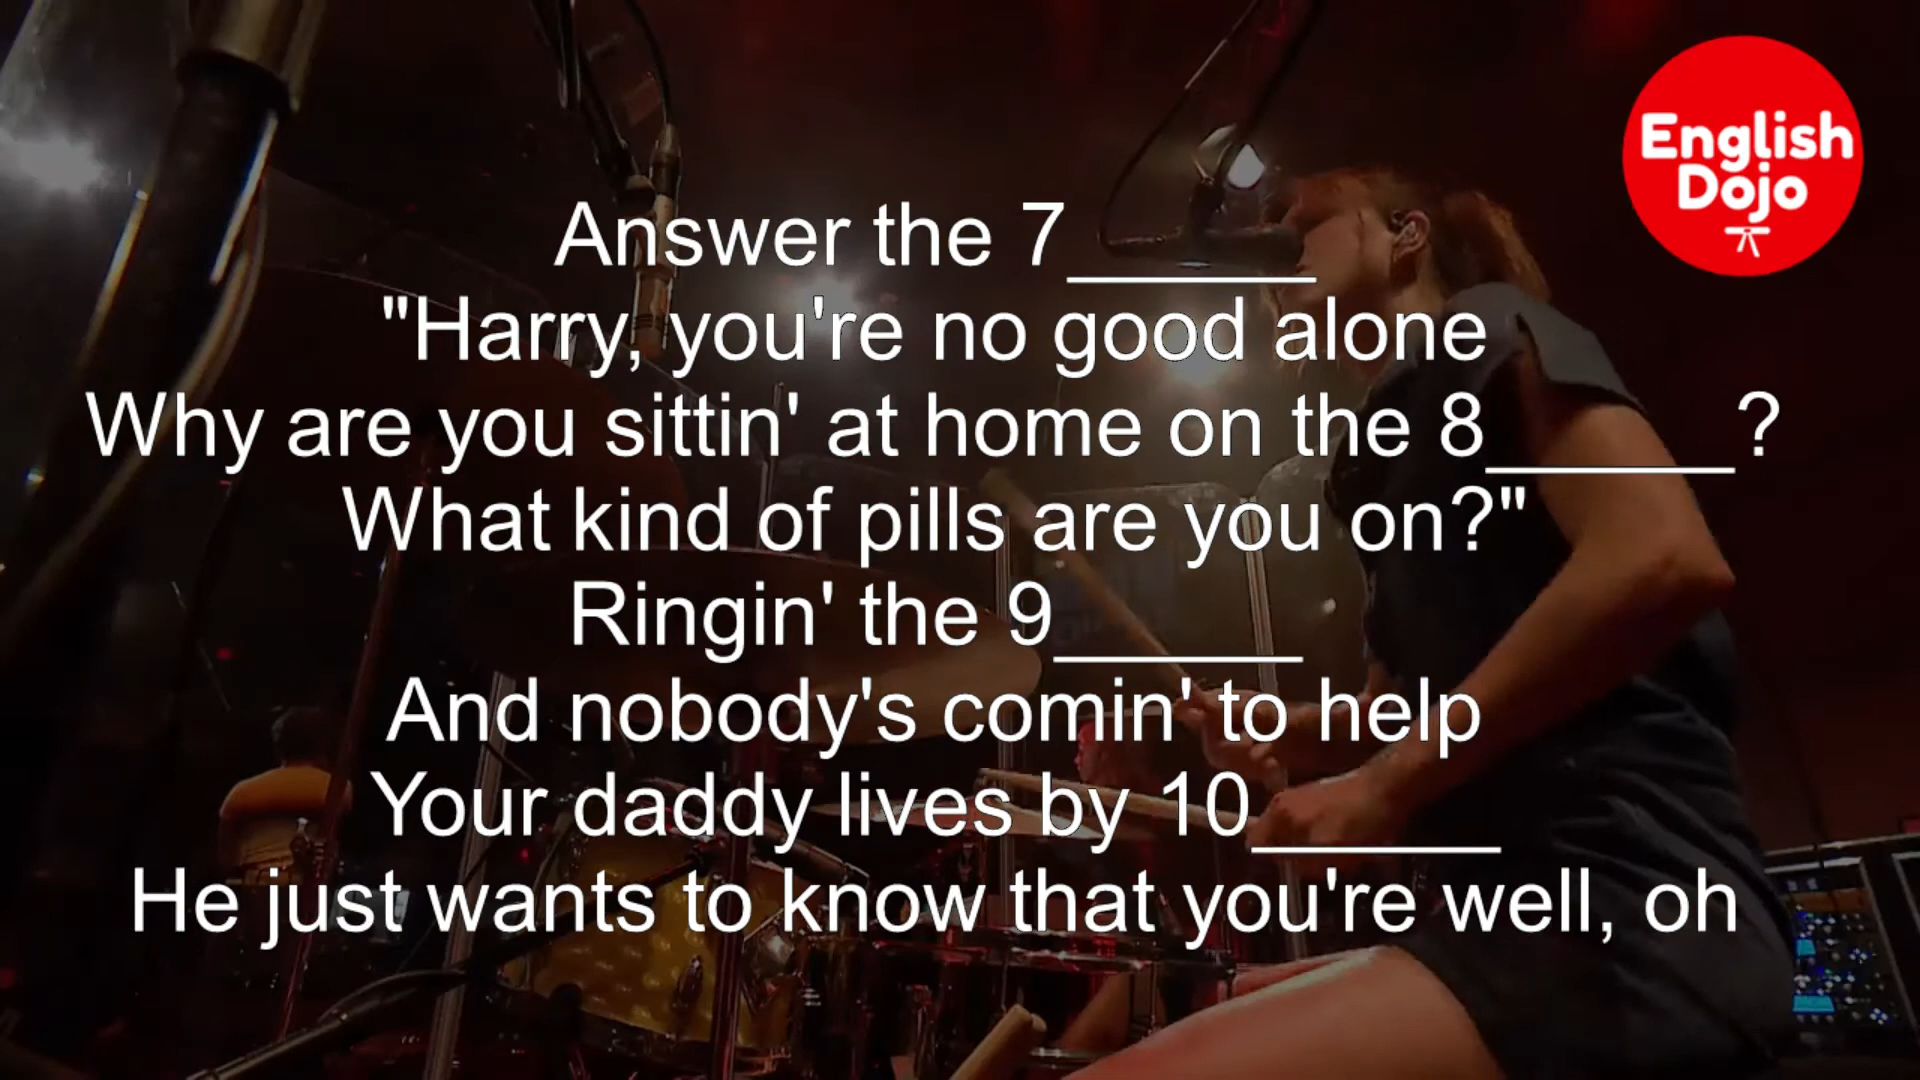 English
Dojo
Answer the 7______
"Harry, you're no good alone
Why are you sittin' at home on the 8______?
What kind of pills are you on?"
Ringin' the 9______
And nobody's comin' to help
Your daddy lives by 10______
He just wants to know that you're well, oh